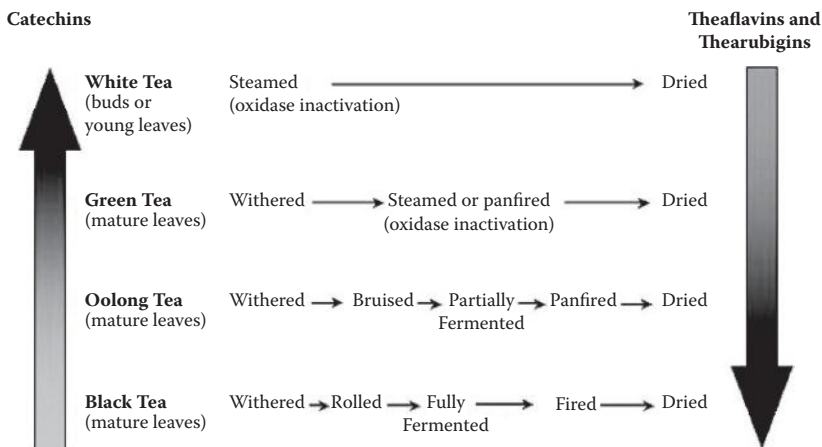 Catechins
Theaflavins and
Thearubigins
White Tea
(buds or
young leaves)
Steamed
(oxidase inactivation)
Dried
Green Tea
(mature leaves)
Withered
Steamed or panfired
(oxidase inactivation)
Dried
Oolong Tea
(mature leaves)
Withered
Bruised
Partially
Fermented
Panfired
Dried
Black Tea
(mature leaves)
Withered
Rolled
Fully
Fermented
Fired
Dried